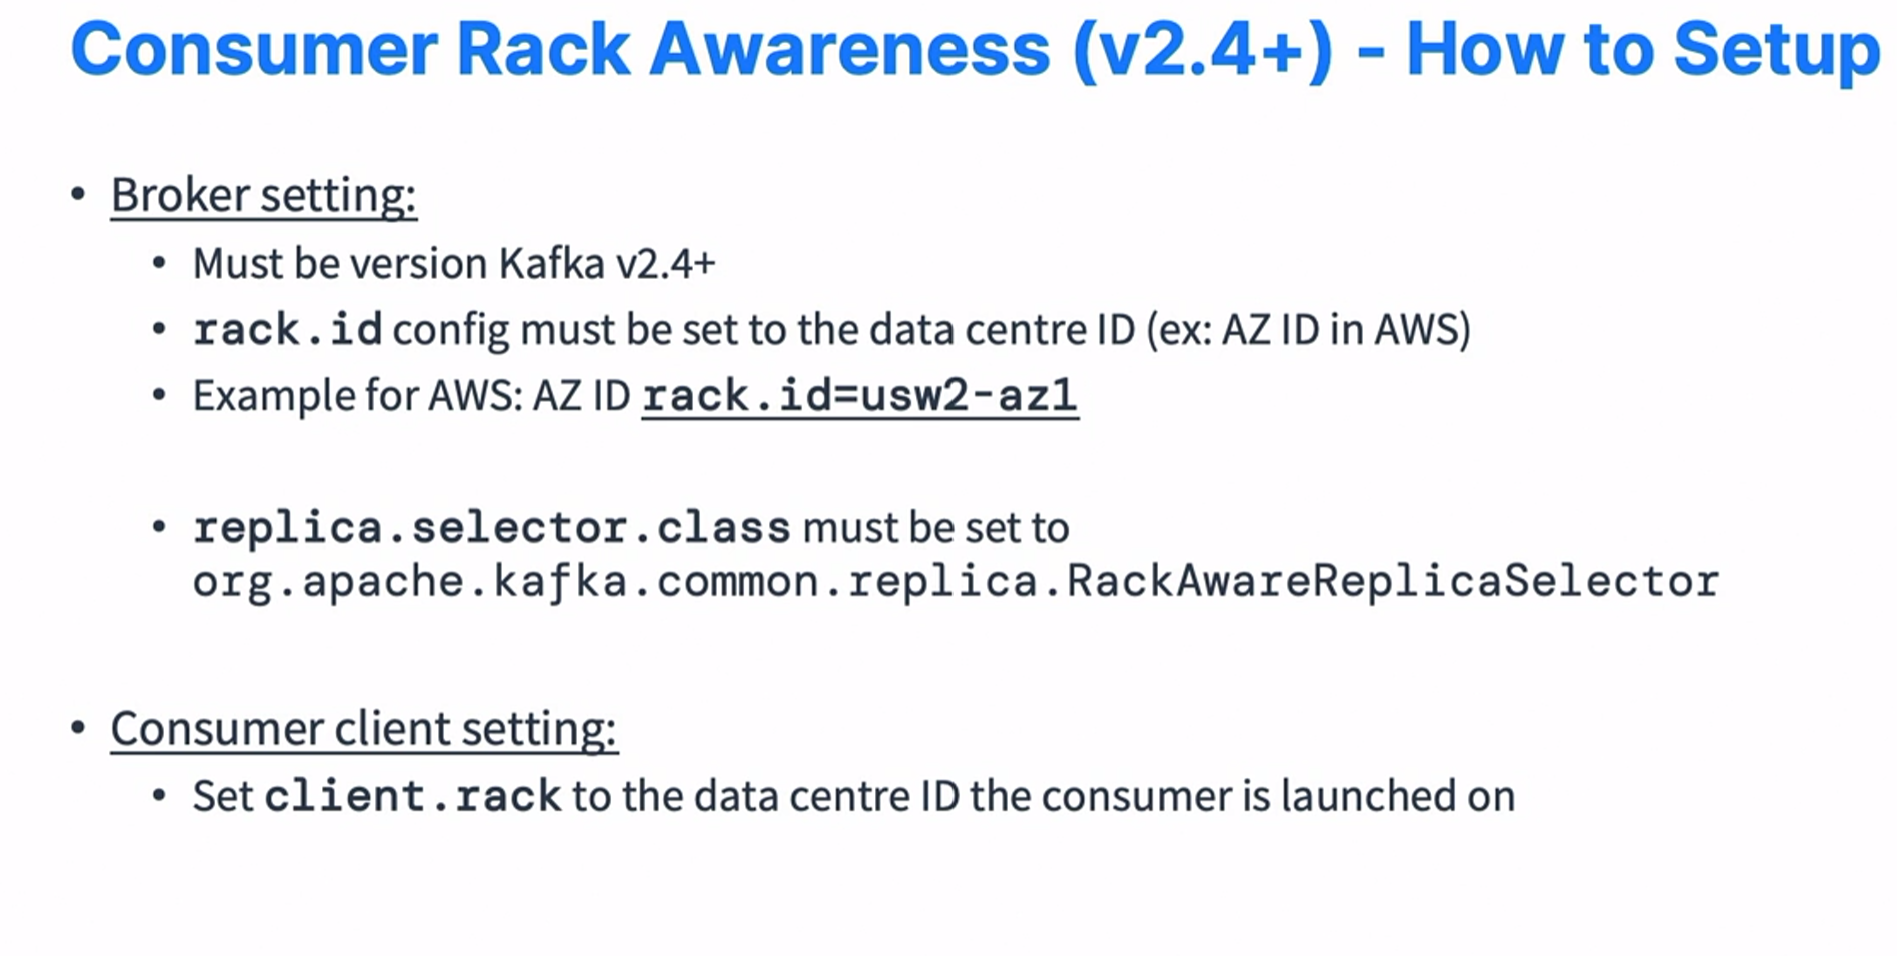 Consumer Rack Awareness (v2.4+) - How to Setup
• Broker setting:
• Must be version Kafka v2.4+
• rack.id config must be set to the data centre ID (ex: AZ ID in AWS)
• Example for AWS: AZ ID rack.id=usw2-az1
• replica.selector.class must be set to
org.apache.kafka.common.replica.RackAwareReplicaSelector
• Consumer client setting:
• Set client.rack to the data centre ID the consumer is launched on